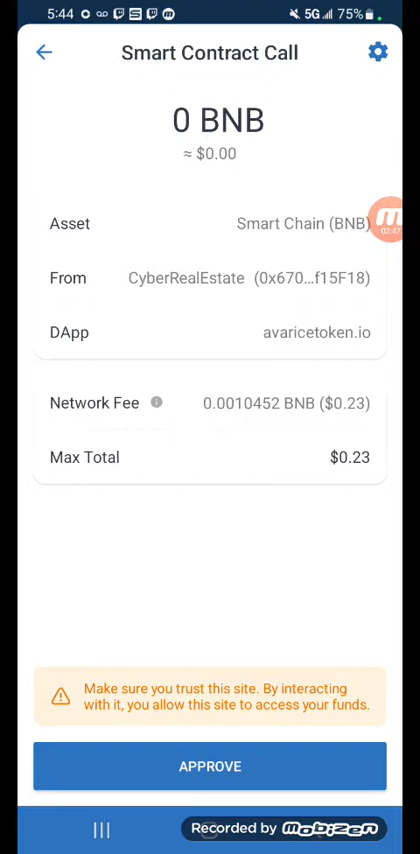 5:44 5G 75%
Smart Contract Call
0 BNB
≈ $0.00
Asset Smart Chain (BNB)
02:47
From CyberRealEstate (0x670...f15F18)
DApp avaricetoken.io
Network Fee 0.0010452 BNB ($0.23)
Max Total $0.23
Make sure you trust this site. By interacting
with it, you allow this site to access your funds.
APPROVE
Recorded by mobizen